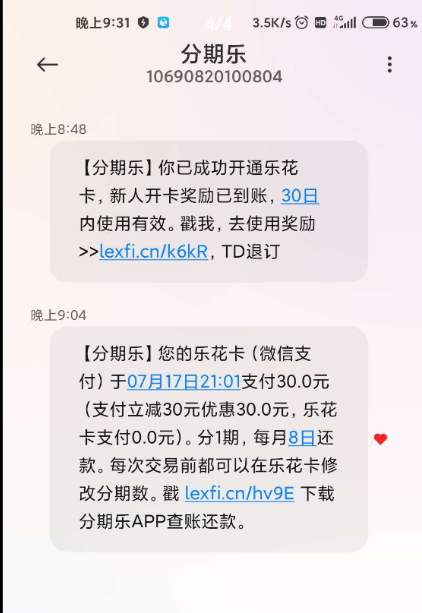 晚上9:31 4/4 3.5K/s HD 4G 63%
分期乐
10690820100804
晚上8:48
【分期乐】你已成功开通乐花
卡，新人开卡奖励已到账，30日
内使用有效。戳我，去使用奖励
>>lexfi.cn/k6kR，TD退订
晚上9:04
【分期乐】您的乐花卡（微信支
付）于07月17日21:01支付30.0元
（支付立减30元优惠30.0元，乐花
卡支付0.0元）。分1期，每月8日还
款。每次交易前都可以在乐花卡修
改分期数。戳 lexfi.cn/hv9E 下载
分期乐APP查账还款。